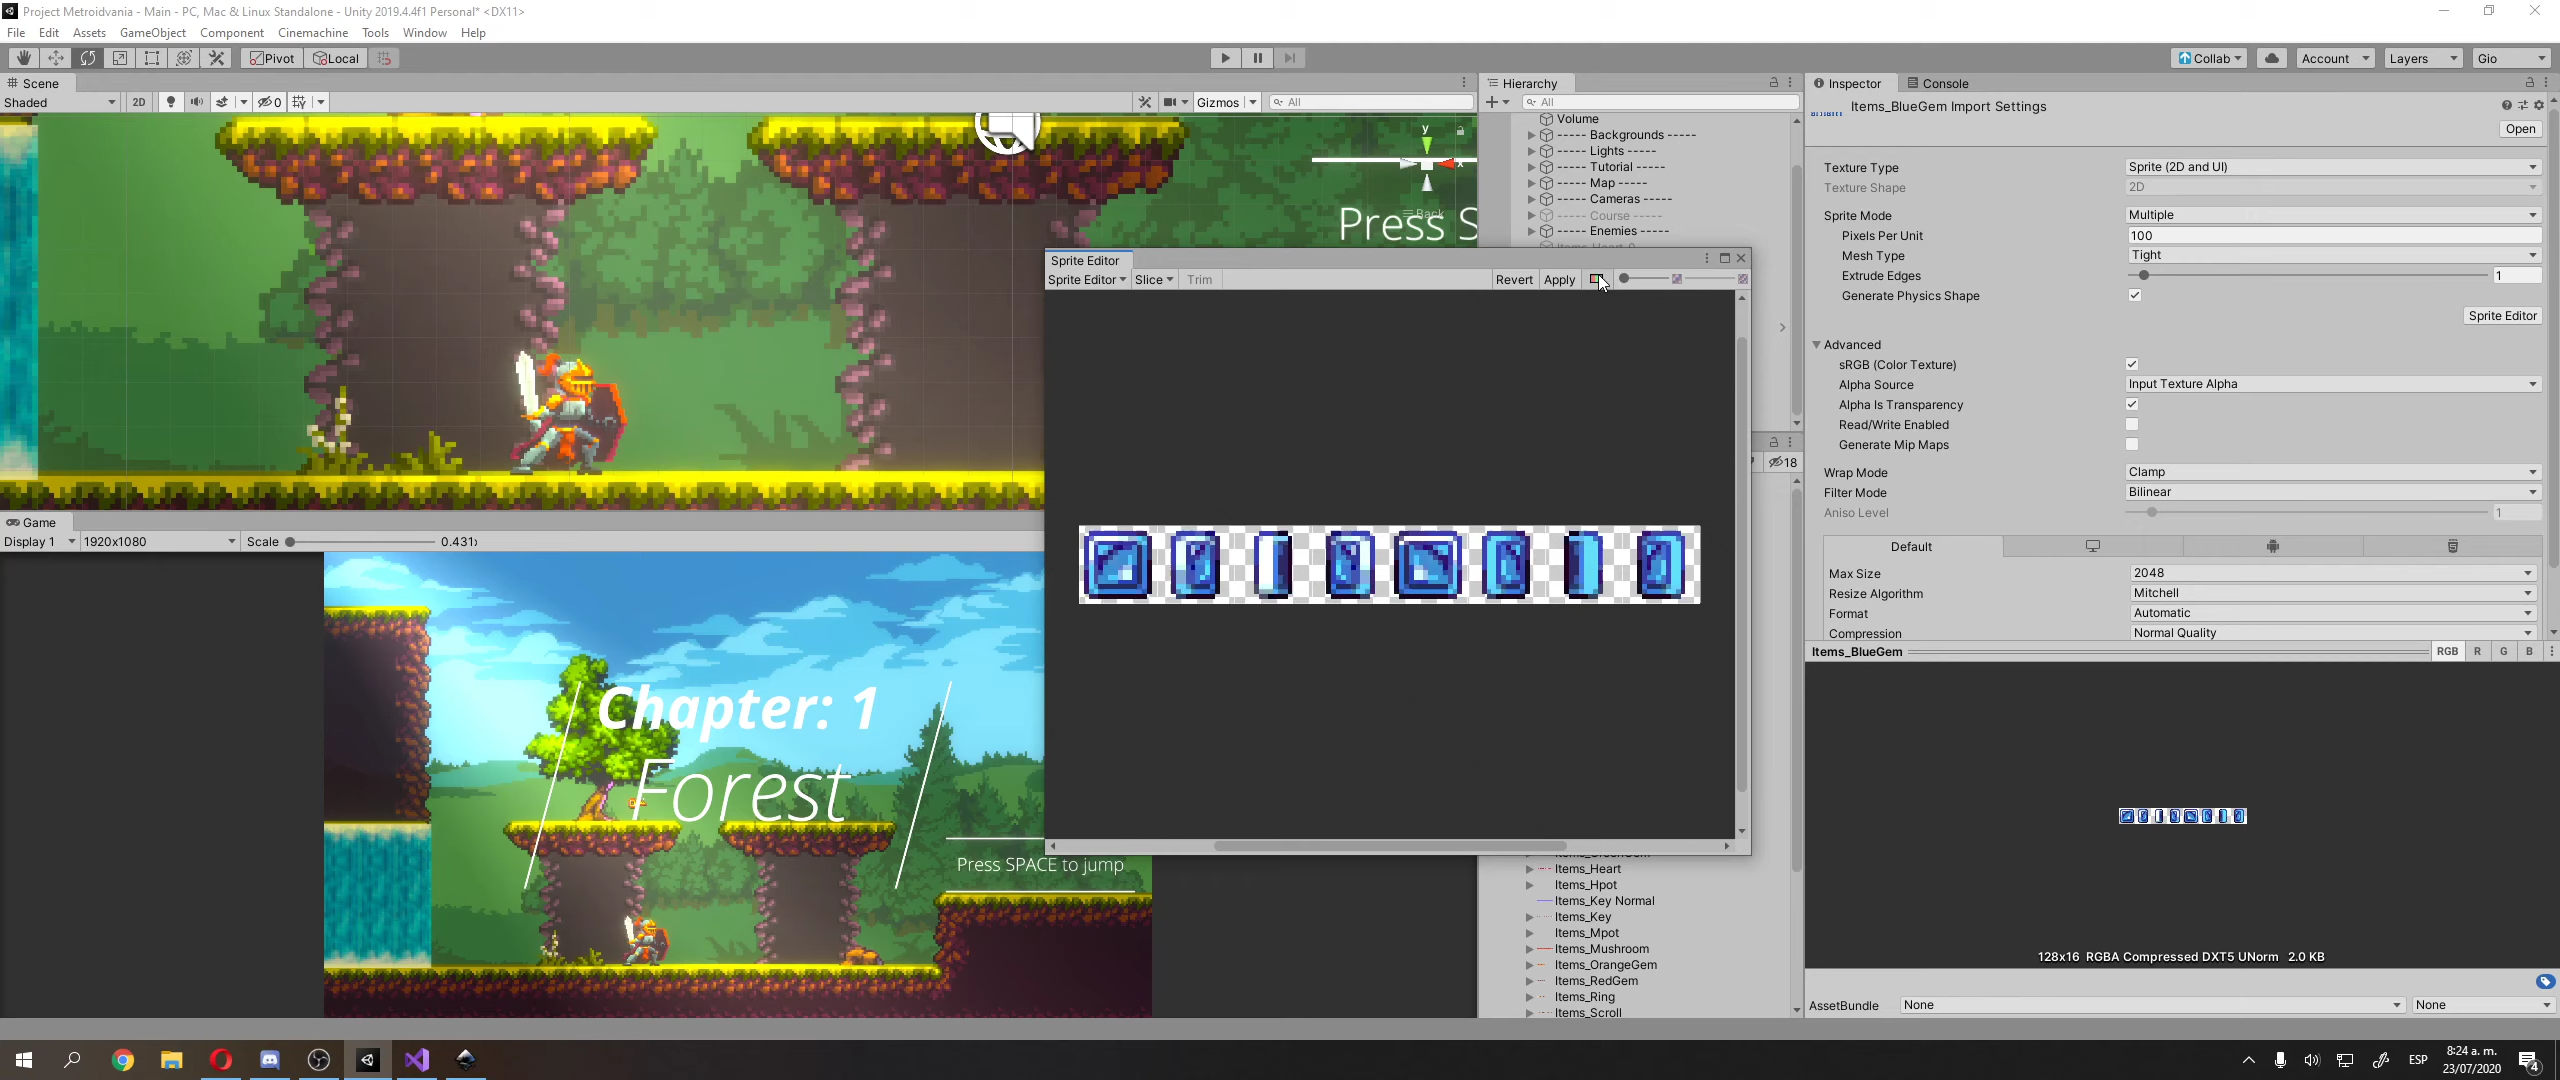 Project Metroidvania - Main - PC, Mac & Linux Standalone - Unity 2019.4.4f1 Personal* <DX11>
File Edit Assets GameObject Component Cinemachine Tools Window Help
Pivot Local Collab Account Layers Gio
Scene
Shaded 2D 0 Gizmos All
Press S
Back
Hierarchy
All
Volume
----- Backgrounds -----
----- Lights -----
----- Tutorial -----
----- Map -----
----- Cameras -----
----- Course -----
----- Enemies -----
Items_Heart_0
18
Sprite Editor
Sprite Editor Slice Trim Revert Apply
Game
Display 1 1920x1080 Scale 0.431
Chapter: 1
Forest
Press SPACE to jump
Items_GreenGem
Items_Heart
Items_Hpot
Items_Key Normal
Items_Key
Items_Mpot
Items_Mushroom
Items_OrangeGem
Items_RedGem
Items_Ring
Items_Scroll
Inspector Console
Items_BlueGem Import Settings
Open
Texture Type Sprite (2D and UI)
Texture Shape 2D
Sprite Mode Multiple
Pixels Per Unit 100
Mesh Type Tight
Extrude Edges 1
Generate Physics Shape
Sprite Editor
Advanced
sRGB (Color Texture)
Alpha Source Input Texture Alpha
Alpha Is Transparency
Read/Write Enabled
Generate Mip Maps
Wrap Mode Clamp
Filter Mode Bilinear
Aniso Level 1
Default
Max Size 2048
Resize Algorithm Mitchell
Format Automatic
Compression Normal Quality
Items_BlueGem RGB R G B
128x16 RGBA Compressed DXT5 UNorm 2.0 KB
AssetBundle None None
ESP
8:24 a. m.
23/07/2020
4